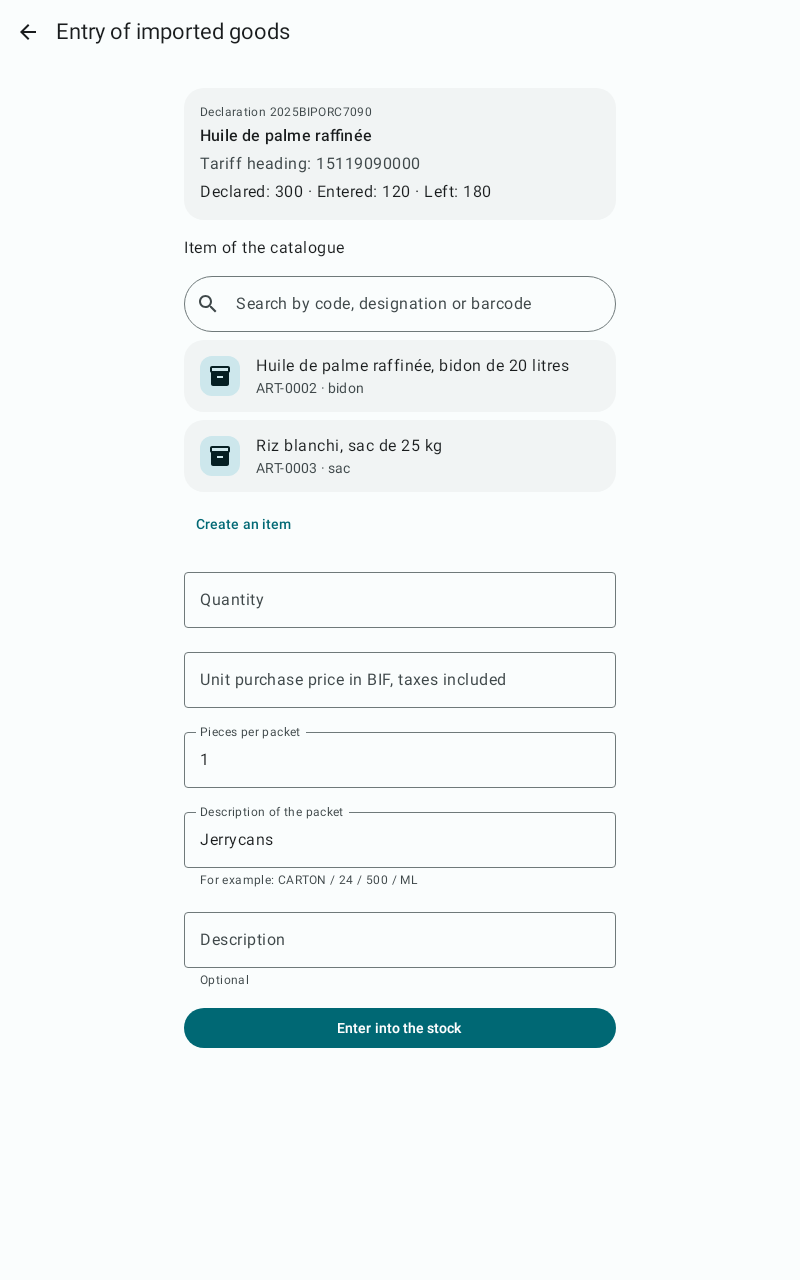 Entry of imported goods
Declaration 2025BIPORC7090
Huile de palme raffinée
Tariff heading: 15119090000
Declared: 300 · Entered: 120 · Left: 180
Item of the catalogue
Search by code, designation or barcode
Huile de palme raffinée, bidon de 20 litres
ART-0002 · bidon
Riz blanchi, sac de 25 kg
ART-0003 · sac
Create an item
Quantity
Unit purchase price in BIF, taxes included
Pieces per packet
1
Description of the packet
Jerrycans
For example: CARTON / 24 / 500 / ML
Description
Optional
Enter into the stock